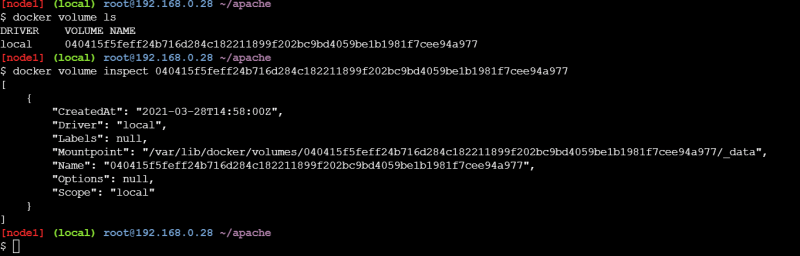 [node1] (local) root@192.168.0.28 ~/apache
$ docker volume ls
DRIVER    VOLUME NAME
local     040415f5feff24b716d284c182211899f202bc9bd4059be1b1981f7cee94a977
[node1] (local) root@192.168.0.28 ~/apache
$ docker volume inspect 040415f5feff24b716d284c182211899f202bc9bd4059be1b1981f7cee94a977
[
    {
        "CreatedAt": "2021-03-28T14:58:00Z",
        "Driver": "local",
        "Labels": null,
        "Mountpoint": "/var/lib/docker/volumes/040415f5feff24b716d284c182211899f202bc9bd4059be1b1981f7cee94a977/_data",
        "Name": "040415f5feff24b716d284c182211899f202bc9bd4059be1b1981f7cee94a977",
        "Options": null,
        "Scope": "local"
    }
]
[node1] (local) root@192.168.0.28 ~/apache
$